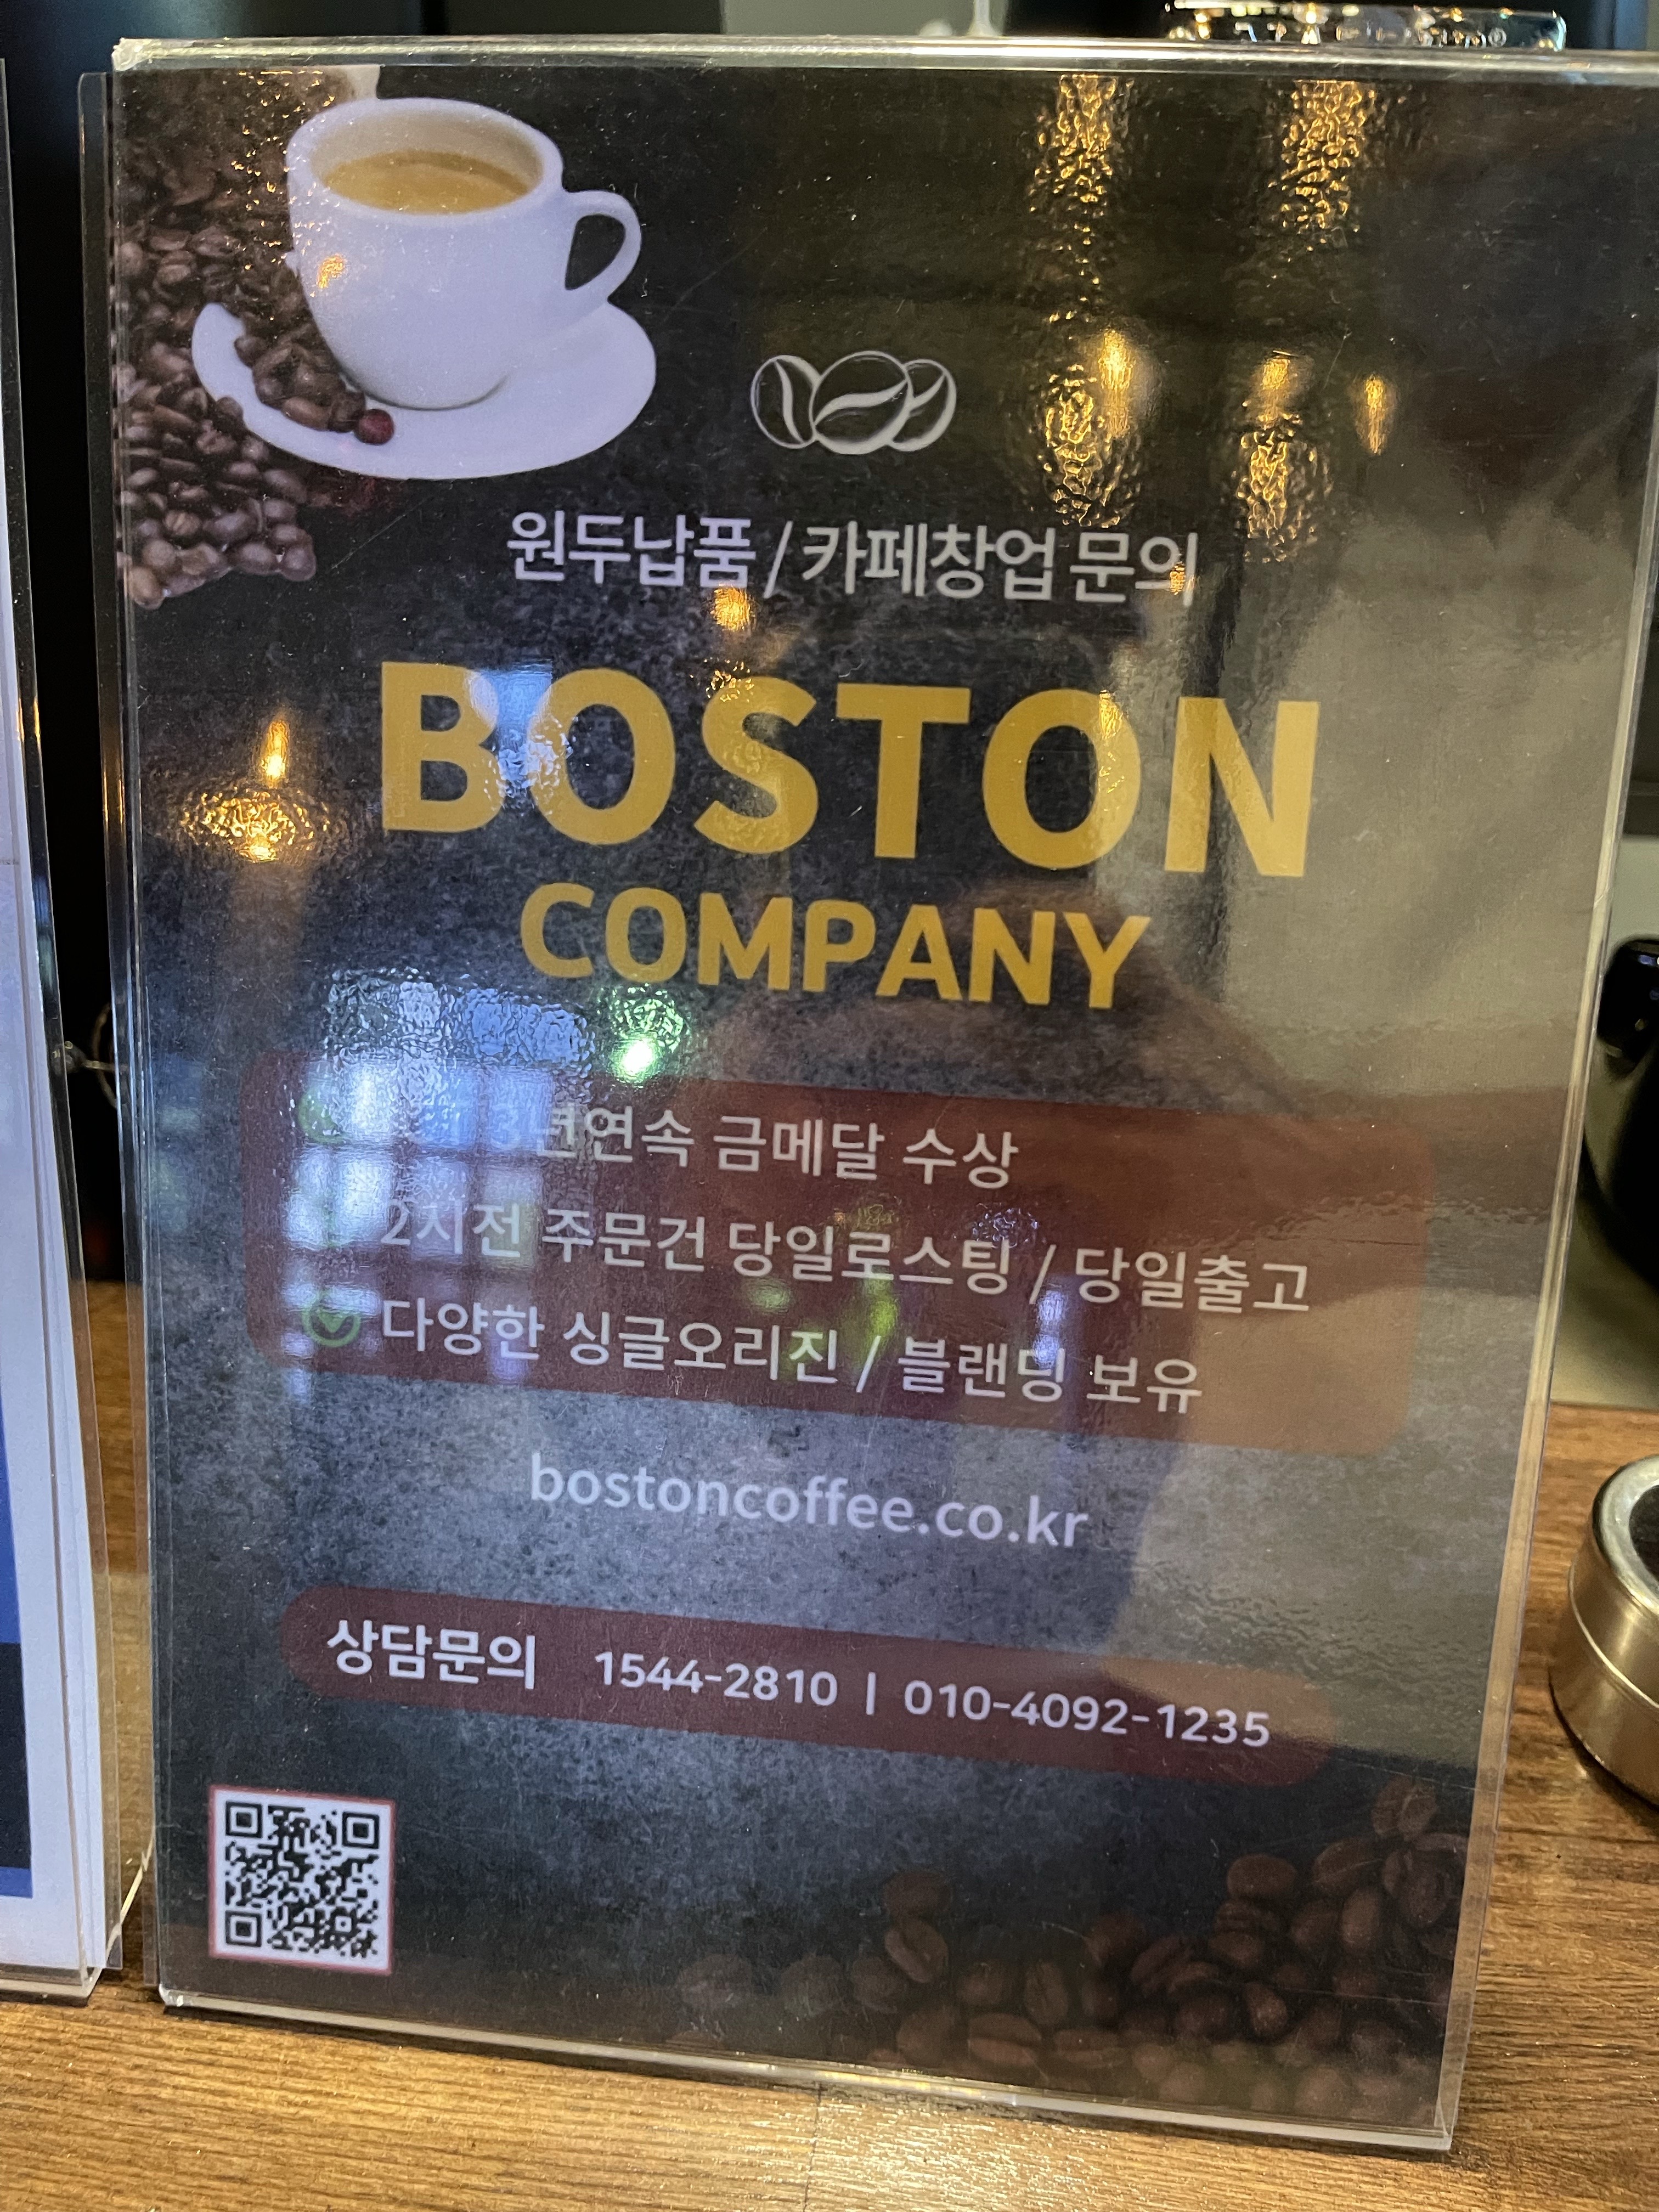 원두납품 / 카페창업 문의
BOSTON
COMPANY
3년연속 금메달 수상
2시전 주문건 당일로스팅 / 당일출고
다양한 싱글오리진 / 블랜딩 보유
bostoncoffee.co.kr
상담문의 1544-2810 | 010-4092-1235